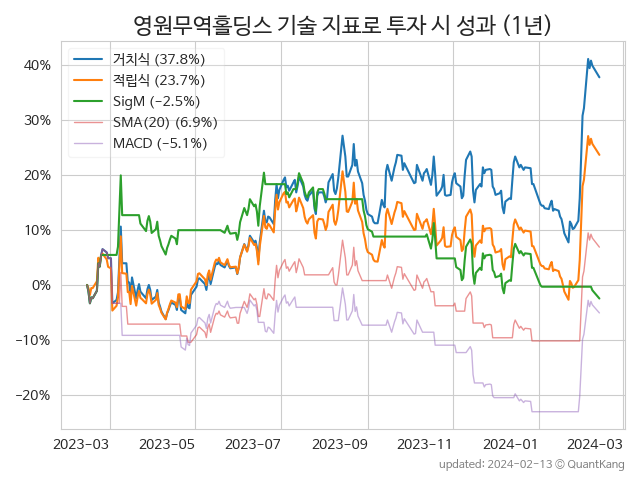 영원무역홀딩스 기술 지표로 투자 시 성과 (1년)
거치식 (37.8%)
적립식 (23.7%)
SigM (−2.5%)
SMA(20) (6.9%)
MACD (−5.1%)
40%
30%
20%
10%
0%
−10%
−20%
2023-03 2023-05 2023-07 2023-09 2023-11 2024-01 2024-03
updated: 2024-02-13 ⓒ QuantKang